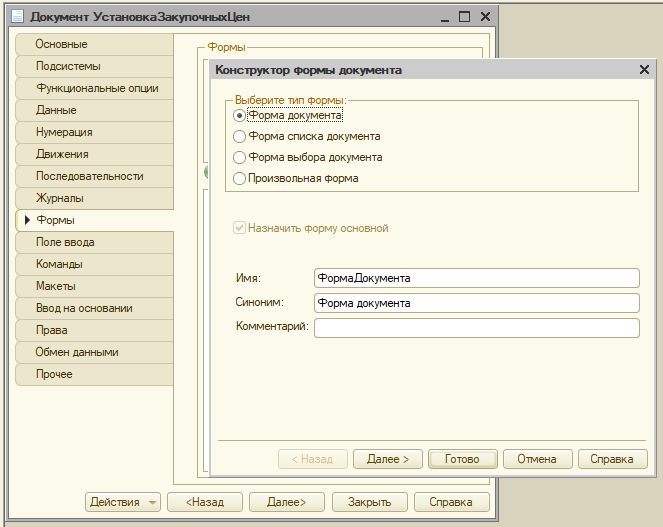 Документ УстановкаЗакупочныхЦен
Основные
Подсистемы
Функциональные опции
Данные
Нумерация
Движения
Последовательности
Журналы
Формы
Поле ввода
Команды
Макеты
Ввод на основании
Права
Обмен данными
Прочее
Формы
Конструктор формы документа
Выберите тип формы:
Форма документа
Форма списка документа
Форма выбора документа
Произвольная форма
Назначить форму основной
Имя: ФормаДокумента
Синоним: Форма документа
Комментарий:
< Назад Далее > Готово Отмена Справка
Действия <Назад Далее> Закрыть Справка